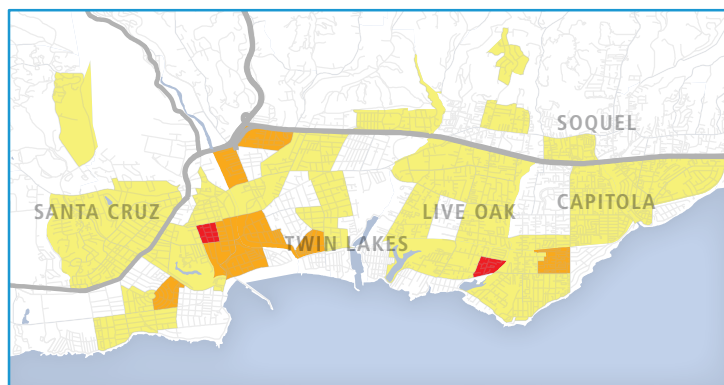 SOQUEL
SANTA CRUZ
LIVE OAK
CAPITOLA
TWIN LAKES